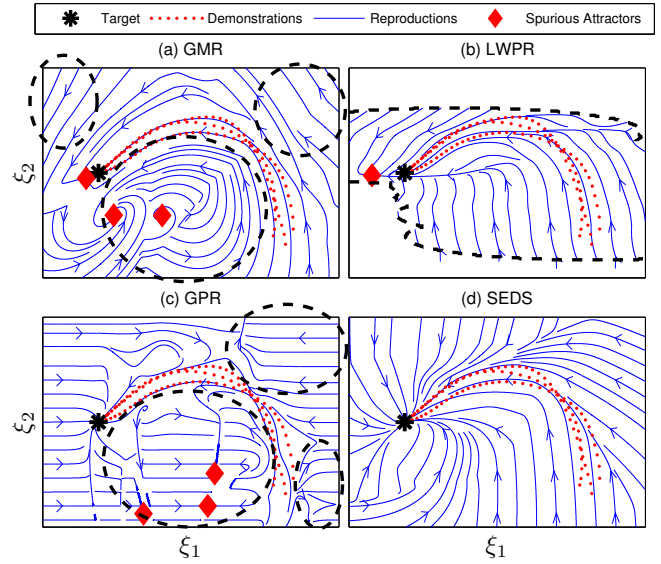 Target Demonstrations Reproductions Spurious Attractors
(a) GMR (b) LWPR
ξ2
(c) GPR (d) SEDS
ξ2
ξ1 ξ1